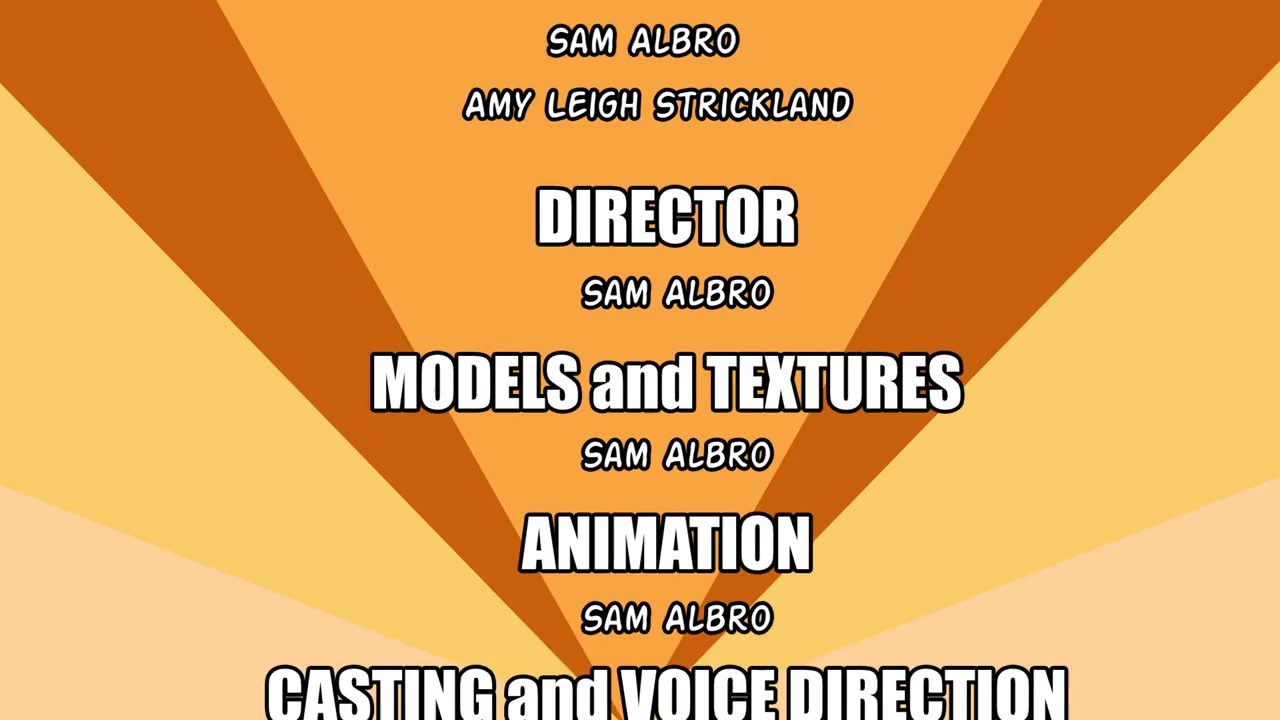 SAM ALBRO
AMY LEIGH STRICKLAND
DIRECTOR
SAM ALBRO
MODELS and TEXTURES
SAM ALBRO
ANIMATION
SAM ALBRO
CASTING and VOICE DIRECTION